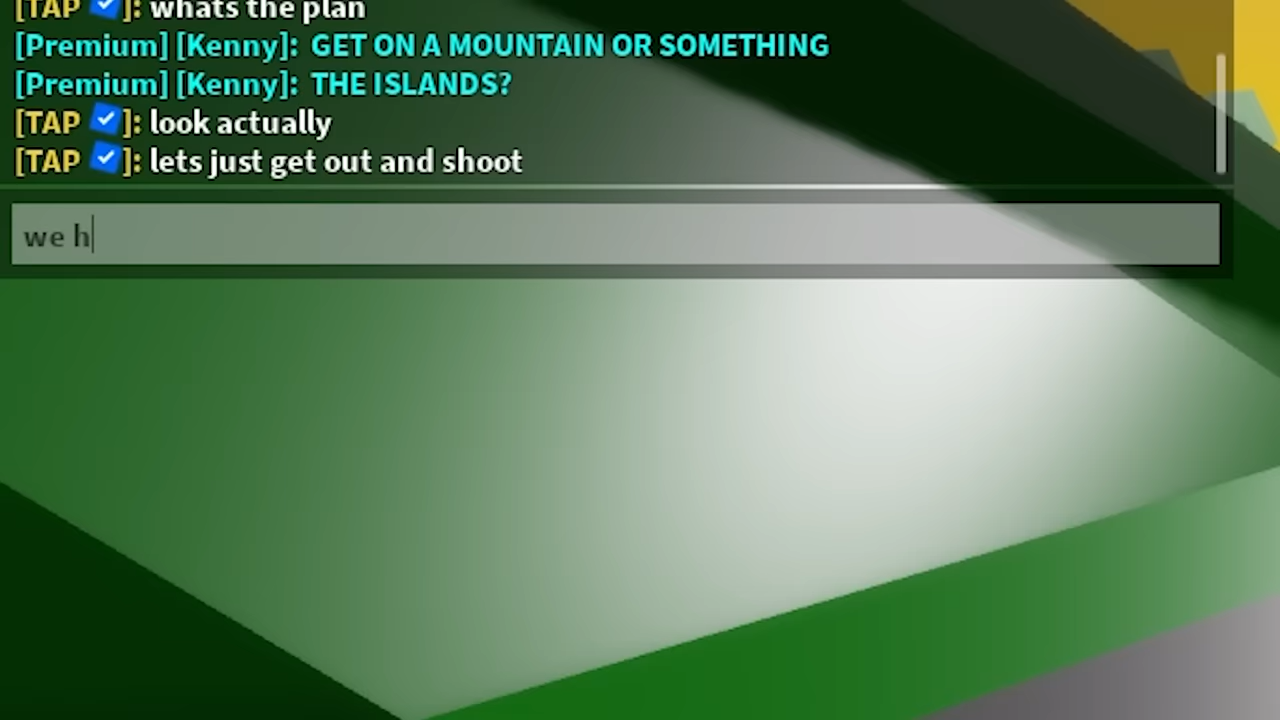 [TAP ☑]: whats the plan
[Premium] [Kenny]: GET ON A MOUNTAIN OR SOMETHING
[Premium] [Kenny]: THE ISLANDS?
[TAP ☑]: look actually
[TAP ☑]: lets just get out and shoot
we h